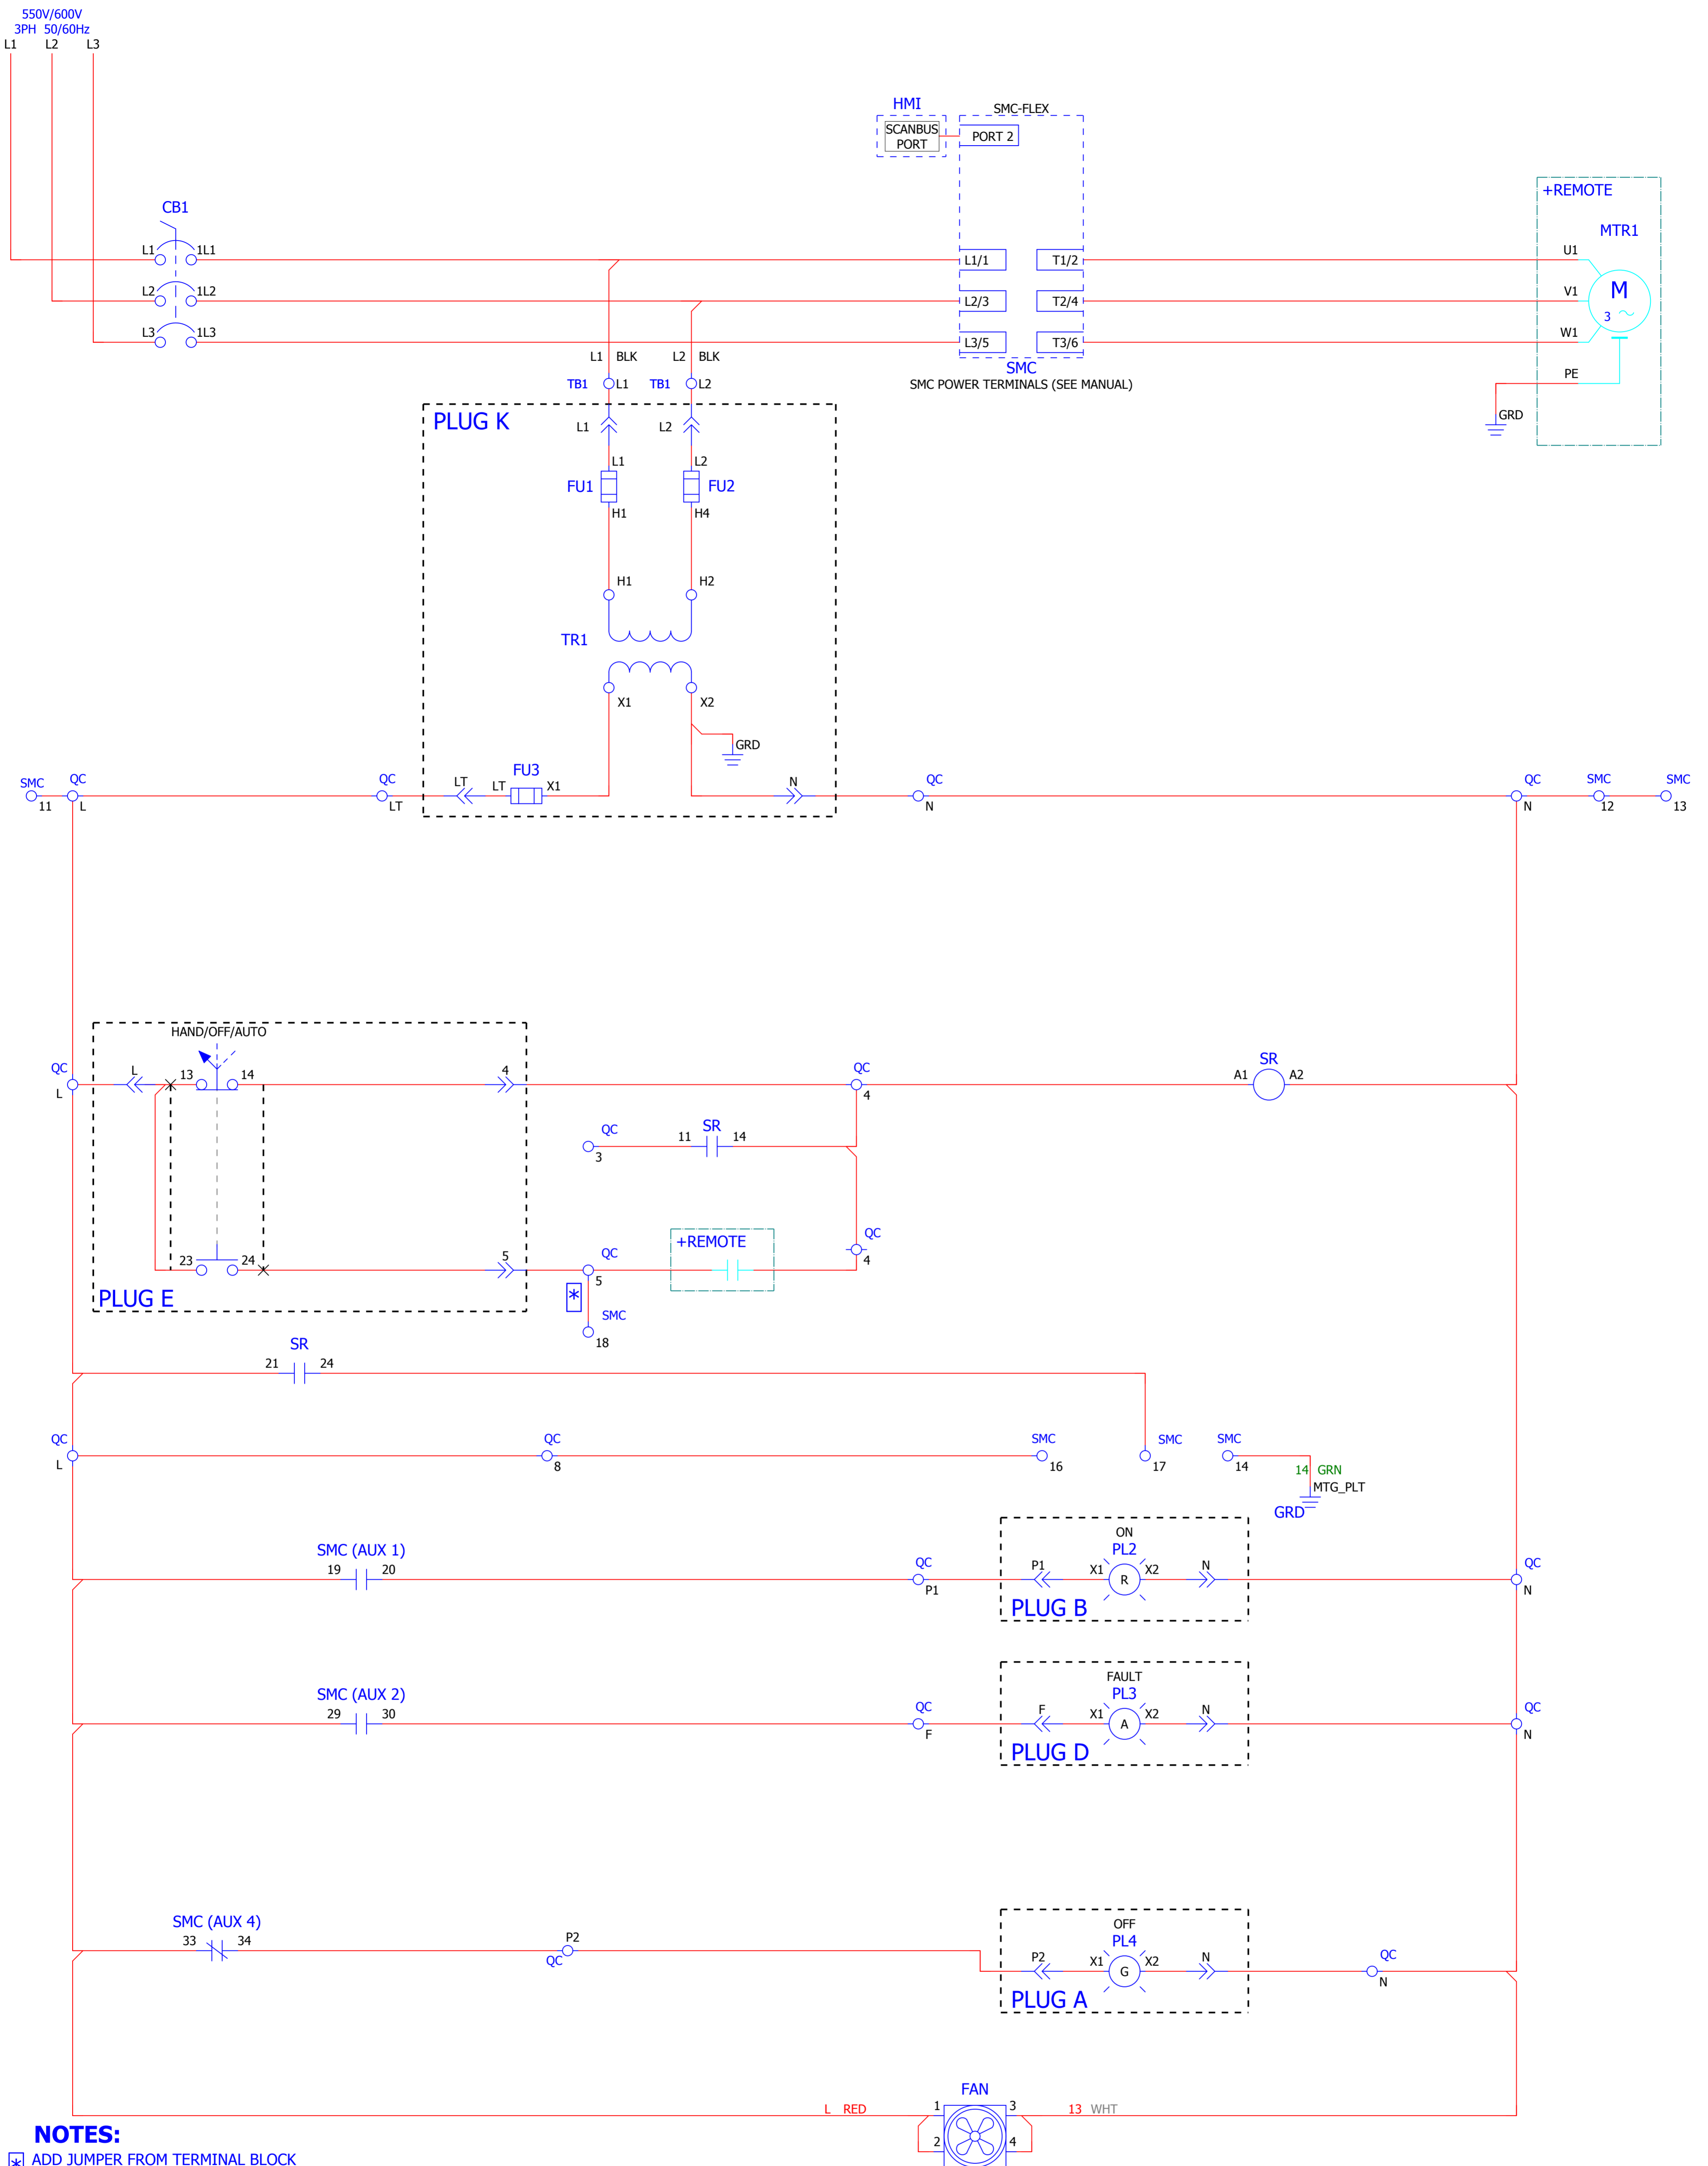 550V/600V
3PH 50/60Hz
L1 L2 L3
HMI
SMC-FLEX
SCANBUS
PORT
PORT 2
+REMOTE
CB1
MTR1
L1 1L1
L1/1
T1/2
U1
L2 1L2
L2/3
T2/4
V1
M
3
L3 1L3
L3/5
T3/6
W1
L1 BLK
L2 BLK
SMC
PE
TB1 L1
TB1 L2
SMC POWER TERMINALS (SEE MANUAL)
GRD
PLUG K
L1
L2
L1
L2
FU1
FU2
H1
H4
H1
H2
TR1
X1
X2
GRD
FU3
SMC
QC
QC
LT
LT
X1
N
QC
QC
SMC
SMC
11
L
LT
N
N
12
13
HAND/OFF/AUTO
QC
L
13
14
4
QC
SR
A1
A2
L
4
QC
11
SR
14
3
QC
+REMOTE
23
24
5
QC
4
5
PLUG E
*
SMC
18
SR
21
24
QC
QC
SMC
SMC
SMC
L
8
16
17
14
14 GRN
MTG_PLT
GRD
ON
SMC (AUX 1)
PL2
19
20
QC
P1
X1
X2
N
QC
R
P1
N
PLUG B
FAULT
SMC (AUX 2)
PL3
29
30
QC
F
X1
X2
N
QC
A
F
N
PLUG D
SMC (AUX 4)
OFF
33
34
P2
PL4
QC
P2
X1
X2
N
QC
G
N
PLUG A
FAN
L RED
1
3
13 WHT
2
4
NOTES:
* ADD JUMPER FROM TERMINAL BLOCK